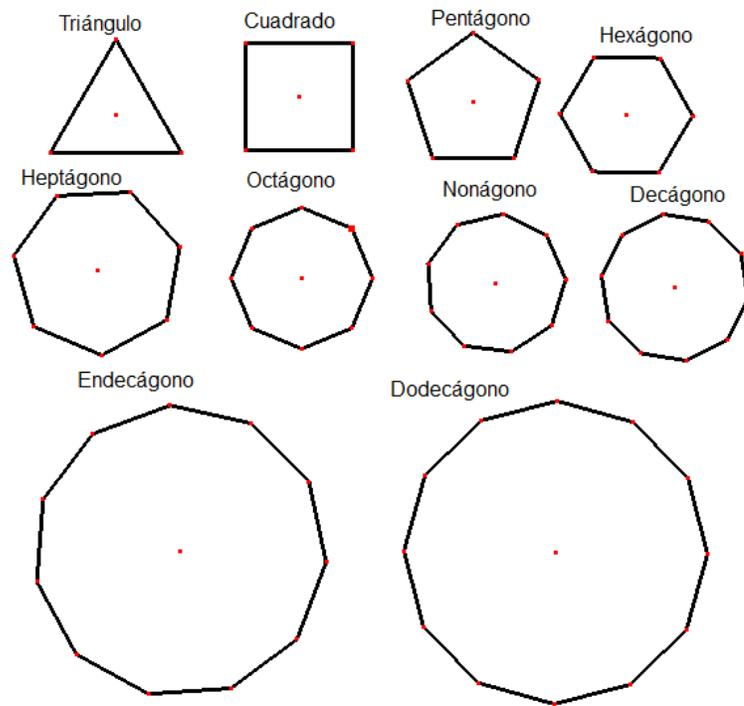 Triángulo
Cuadrado
Pentágono
Hexágono
Heptágono
Octágono
Nonágono
Decágono
Endecágono
Dodecágono